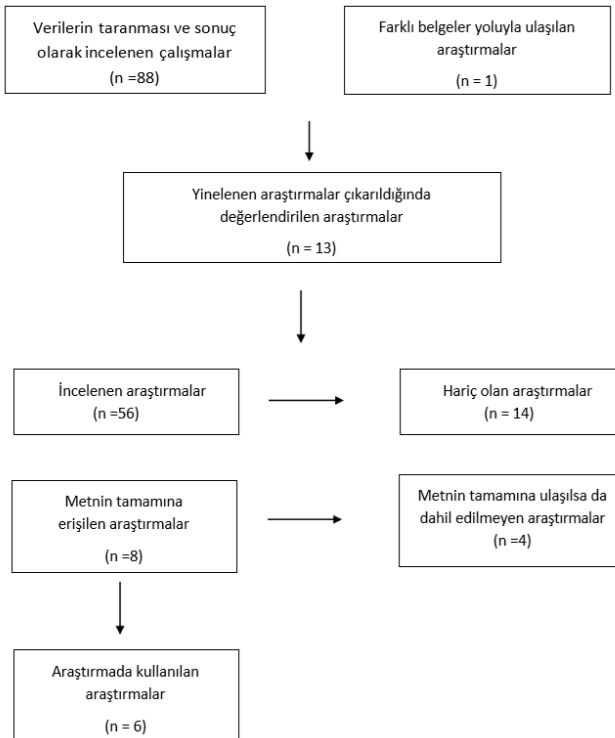 Verilerin taranması ve sonuç
olarak incelenen çalışmalar
(n =88)
Farklı belgeler yoluyla ulaşılan
araştırmalar
(n = 1)
Yinelenen araştırmalar çıkarıldığında
değerlendirilen araştırmalar
(n = 13)
İncelenen araştırmalar
(n =56)
Hariç olan araştırmalar
(n = 14)
Metnin tamamına
erişilen araştırmalar
(n =8)
Metnin tamamına ulaşılsa da
dahil edilmeyen araştırmalar
(n =4)
Araştırmada kullanılan
araştırmalar
(n = 6)